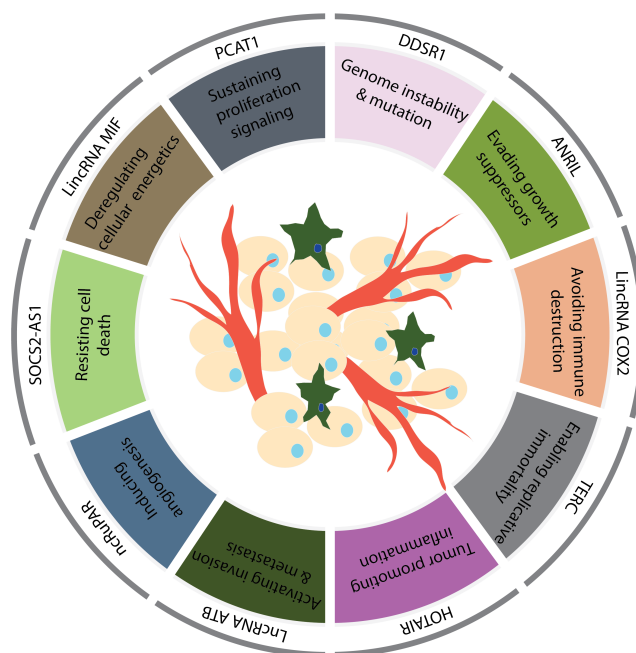 PCAT1
Sustaining
proliferation
signaling
DDSR1
Genome instability
& mutation
ANRIL
Evading growth
suppressors
LincRNA COX2
Avoiding immune
destruction
TERC
Enabling replicative
immortality
HOTAIR
Tumor promoting
inflammation
LncRNA ATB
Activating invasion
& metastasis
ncRuPAR
Inducing
angiogenesis
SOCS2-AS1
Resisting cell
death
LincRNA MIF
Deregulating
cellular energetics